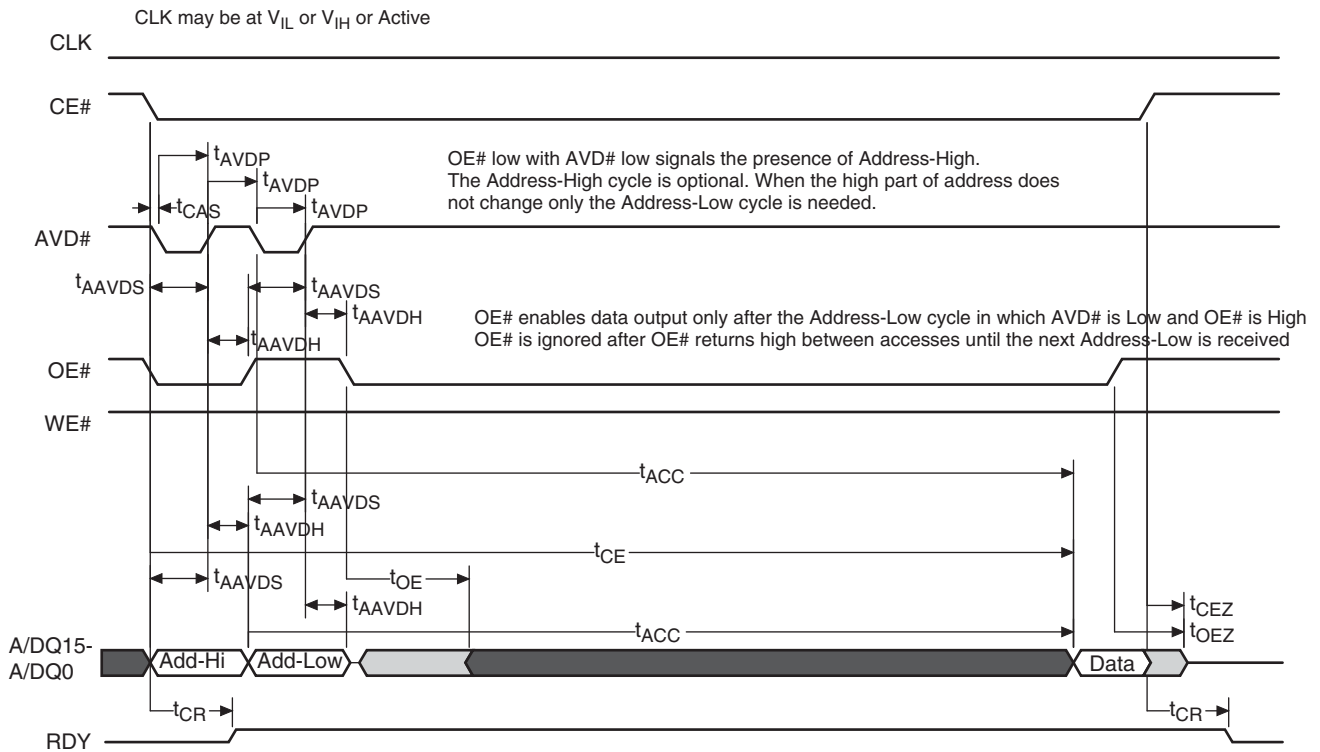 CLK may be at VIL or VIH or Active
CLK
CE#
tAVDP
OE# low with AVD# low signals the presence of Address-High.
The Address-High cycle is optional. When the high part of address does
not change only the Address-Low cycle is needed.
tAVDP
tCAS
tAVDP
AVD#
tAAVDS
tAAVDS
tAAVDH
OE# enables data output only after the Address-Low cycle in which AVD# is Low and OE# is High
OE# is ignored after OE# returns high between accesses until the next Address-Low is received
tAAVDH
OE#
WE#
tACC
tAAVDS
tAAVDH
tCE
tAAVDS
tOE
tAAVDH
tCEZ
tACC
tOEZ
A/DQ15-
A/DQ0
Add-Hi
Add-Low
Data
tCR
tCR
RDY